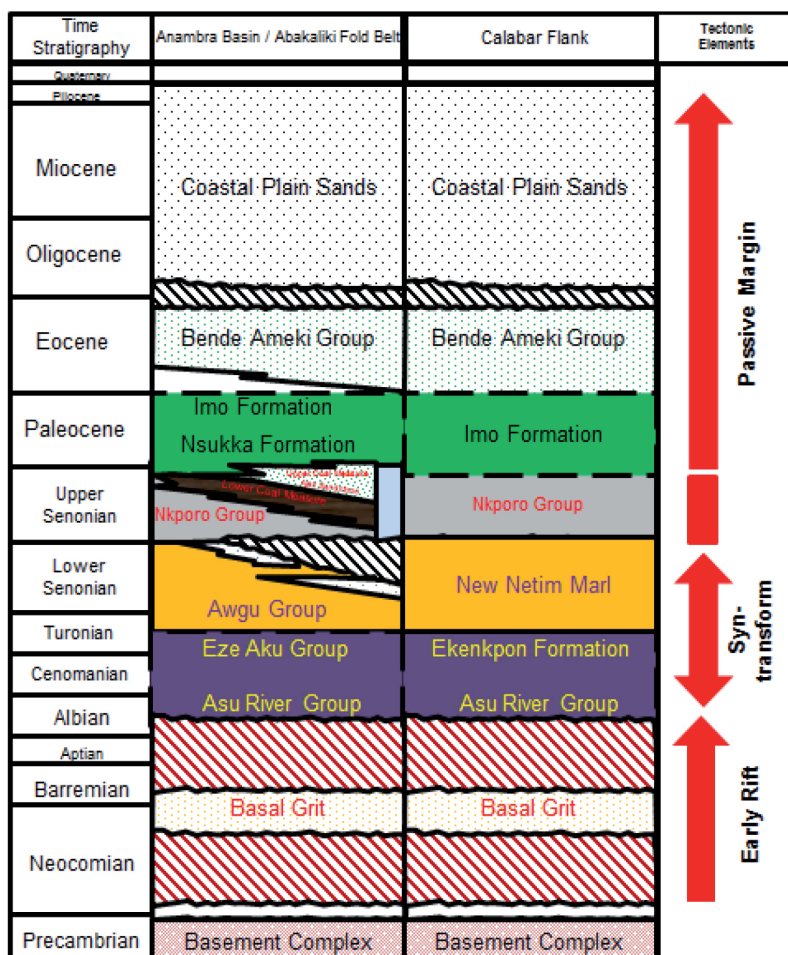 Time
Stratigraphy
Anambra Basin / Abakaliki Fold Belt
Calabar Flank
Tectonic
Elements
Quaternary
Pliocene
Miocene
Coastal Plain Sands
Coastal Plain Sands
Oligocene
Eocene
Bende Ameki Group
Bende Ameki Group
Passive Margin
Paleocene
Imo Formation
Nsukka Formation
Imo Formation
Upper
Senonian
Upper Coal Measure
Lower Coal Measure
Nkporo Group
Nkporo Group
Lower
Senonian
Awgu Group
New Netim Marl
Turonian
Eze Aku Group
Ekenkpon Formation
Syn-
transform
Cenomanian
Asu River Group
Asu River Group
Albian
Aptian
Barremian
Basal Grit
Basal Grit
Early Rift
Neocomian
Precambrian
Basement Complex
Basement Complex